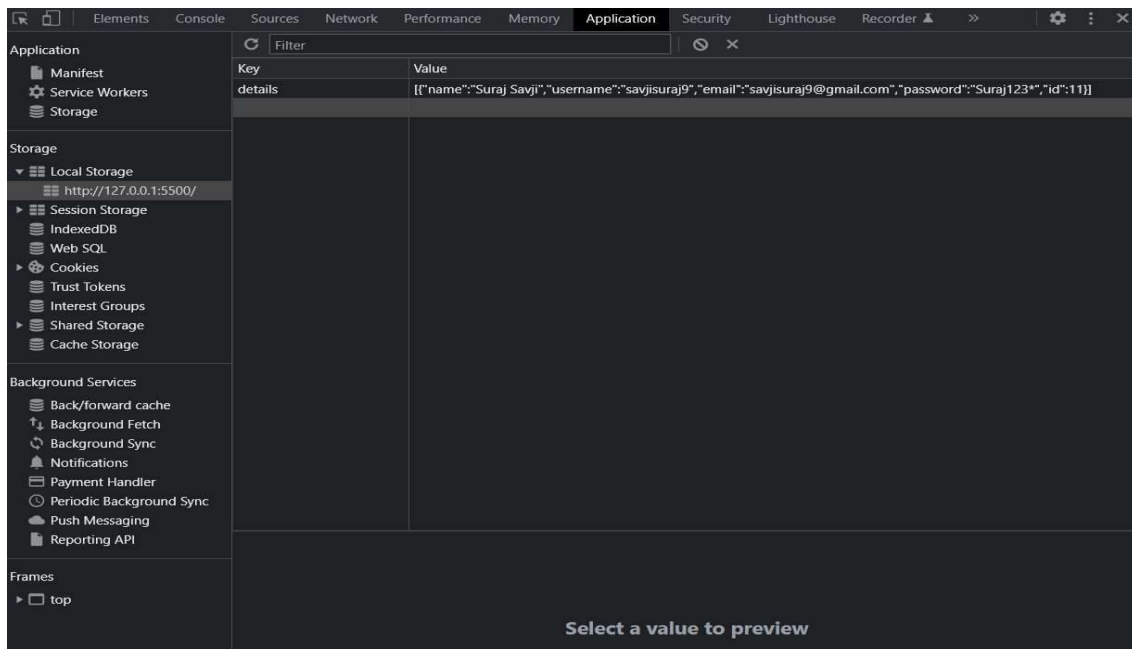 Elements Console Sources Network Performance Memory Application Security Lighthouse Recorder »
Application
Manifest
Service Workers
Storage
Storage
Local Storage
http://127.0.0.1:5500/
Session Storage
IndexedDB
Web SQL
Cookies
Trust Tokens
Interest Groups
Shared Storage
Cache Storage
Background Services
Back/forward cache
Background Fetch
Background Sync
Notifications
Payment Handler
Periodic Background Sync
Push Messaging
Reporting API
Frames
top
Filter
Key Value
details [{"name":"Suraj Savji","username":"savjisuraj9","email":"savjisuraj9@gmail.com","password":"Suraj123*","id":11}]
Select a value to preview